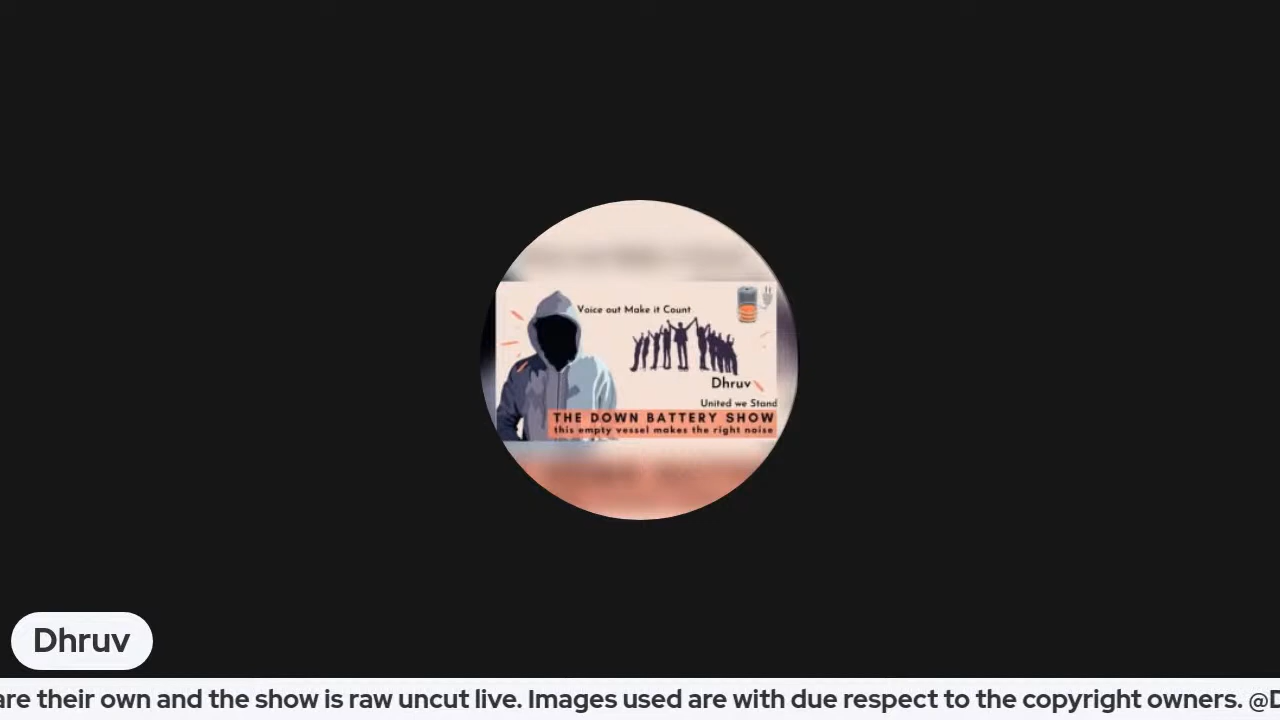 Voice out Make it Count
Dhruv
United we Stand
THE DOWN BATTERY SHOW
this empty vessel makes the right noise
Dhruv
are their own and the show is raw uncut live. Images used are with due respect to the copyright owners. @D